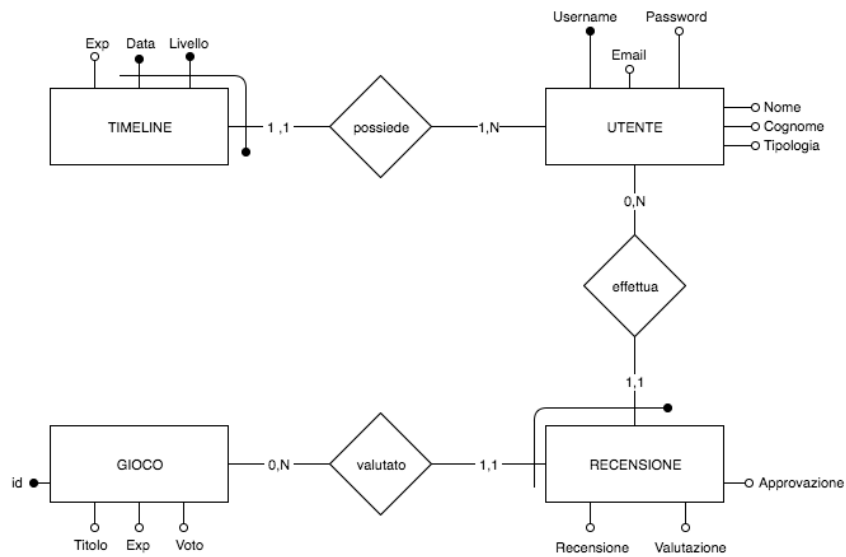 Username
Password
Exp
Data
Livello
Email
TIMELINE
1 ,1
possiede
1,N
UTENTE
Nome
Cognome
Tipologia
0,N
effettua
1,1
GIOCO
0,N
valutato
1,1
RECENSIONE
id
Approvazione
Titolo
Exp
Voto
Recensione
Valutazione